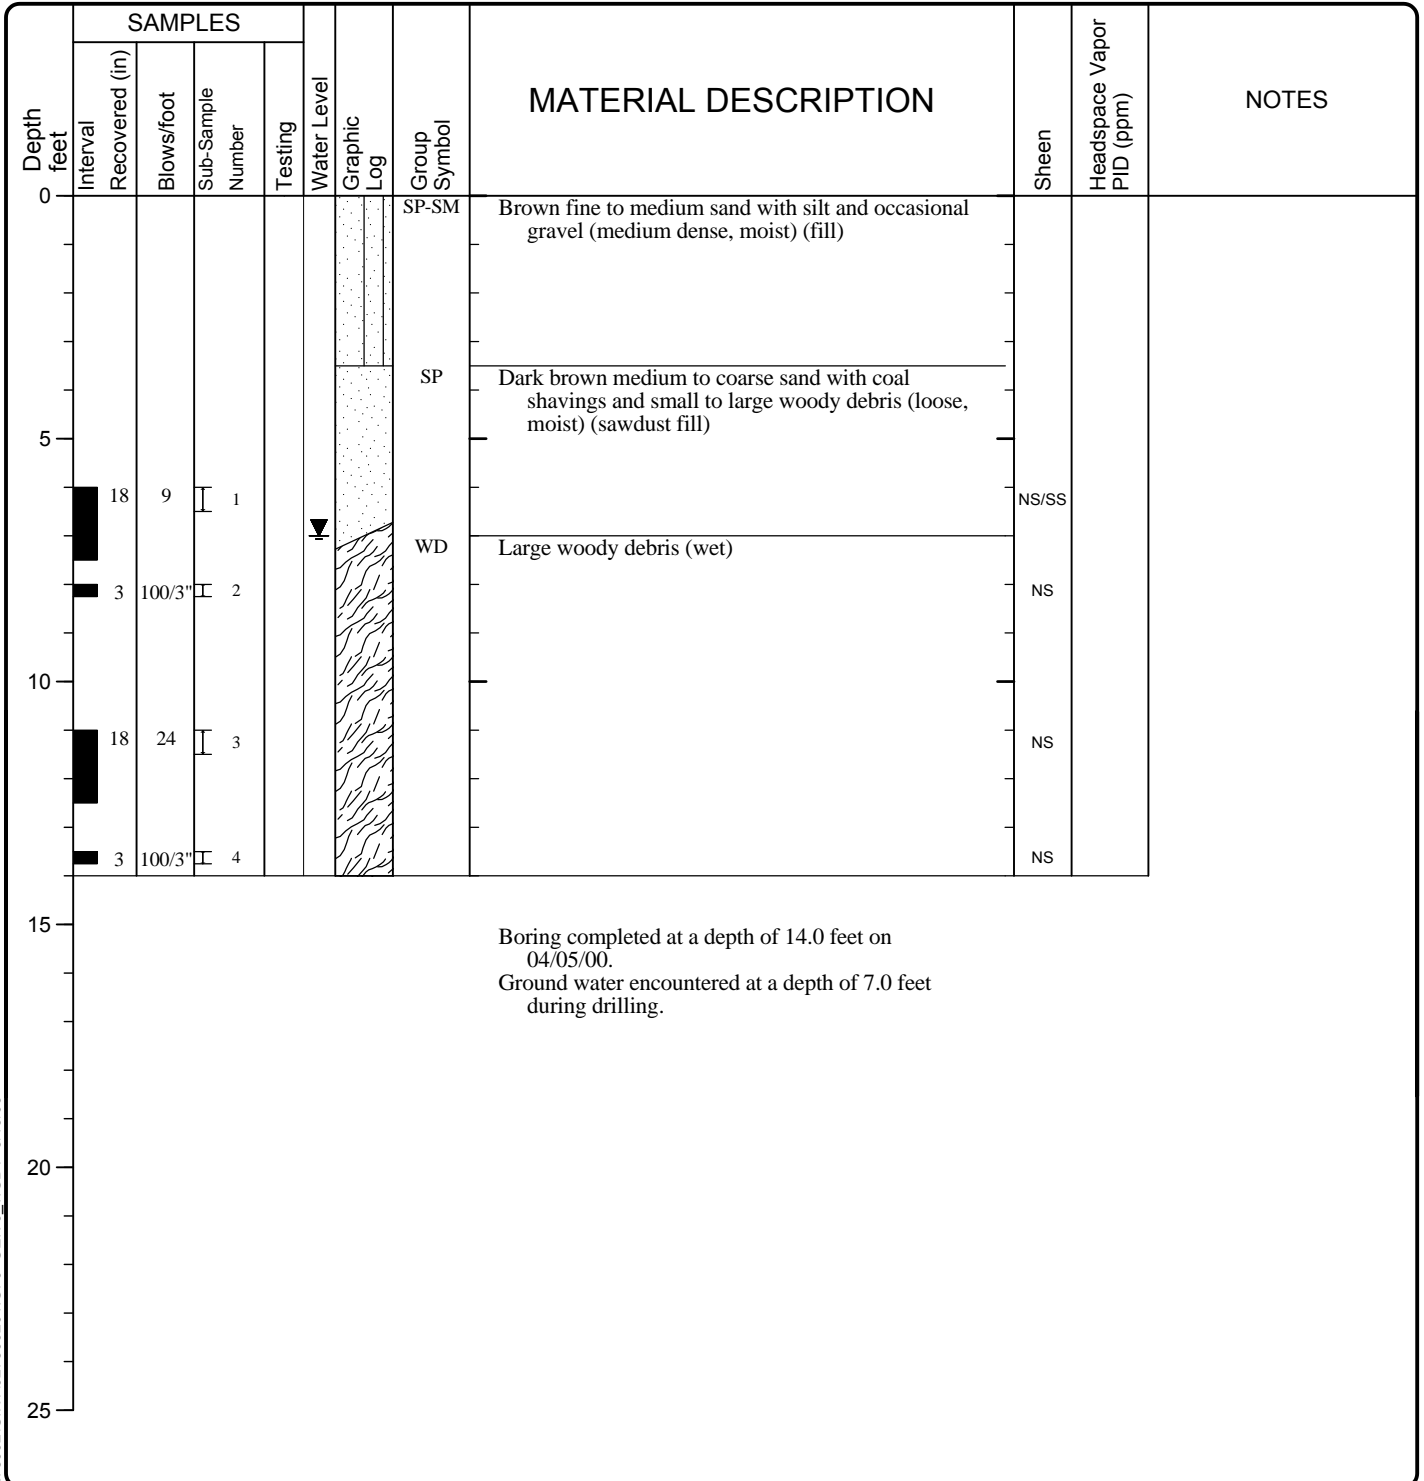 SAMPLES
Depth feet
Interval
Recovered (in)
Blows/foot
Sub-Sample Number
Testing
Water Level
Graphic Log
Group Symbol
MATERIAL DESCRIPTION
Sheen
Headspace Vapor PID (ppm)
NOTES
0
SP-SM Brown fine to medium sand with silt and occasional
gravel (medium dense, moist) (fill)
SP Dark brown medium to coarse sand with coal
shavings and small to large woody debris (loose,
moist) (sawdust fill)
5
18 9 1 NS/SS
WD Large woody debris (wet)
3 100/3" 2 NS
10
18 24 3 NS
3 100/3" 4 NS
15
Boring completed at a depth of 14.0 feet on
04/05/00.
Ground water encountered at a depth of 7.0 feet
during drilling.
20
25